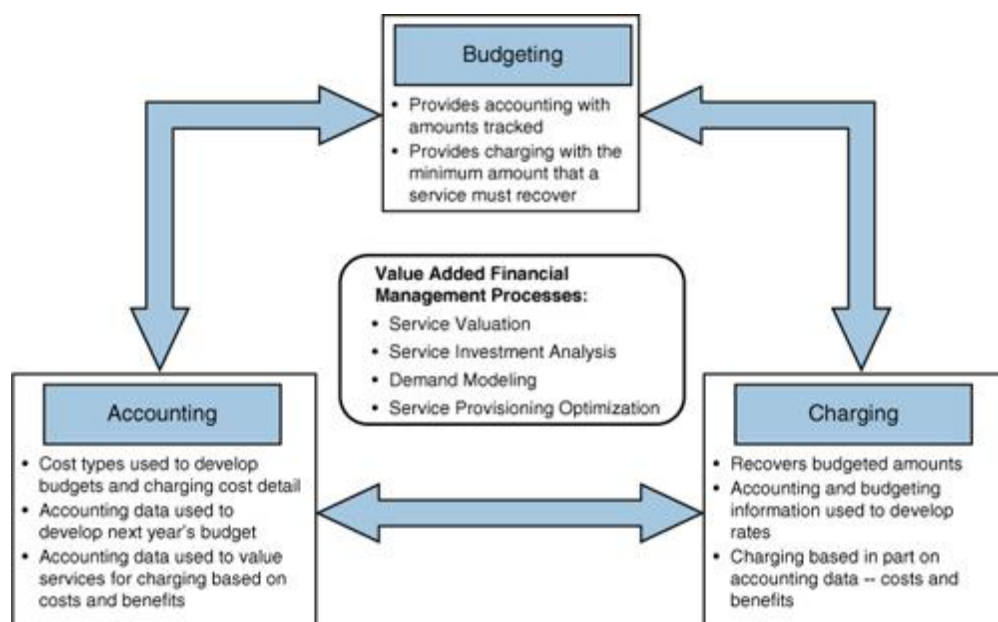 Budgeting
• Provides accounting with
amounts tracked
• Provides charging with the
minimum amount that a
service must recover
Value Added Financial
Management Processes:
• Service Valuation
• Service Investment Analysis
• Demand Modeling
• Service Provisioning Optimization
Accounting
• Cost types used to develop
budgets and charging cost detail
• Accounting data used to
develop next year's budget
• Accounting data used to value
services for charging based on
costs and benefits
Charging
• Recovers budgeted amounts
• Accounting and budgeting
information used to develop
rates
• Charging based in part on
accounting data -- costs and
benefits